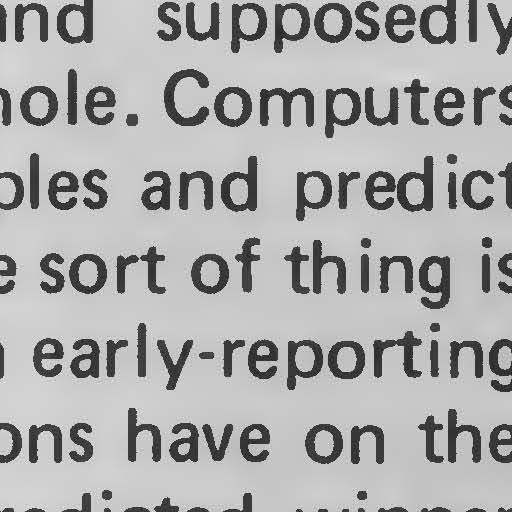 and supposedly
hole. Computers
ples and predict
e sort of thing is
early-reporting
ons have on the